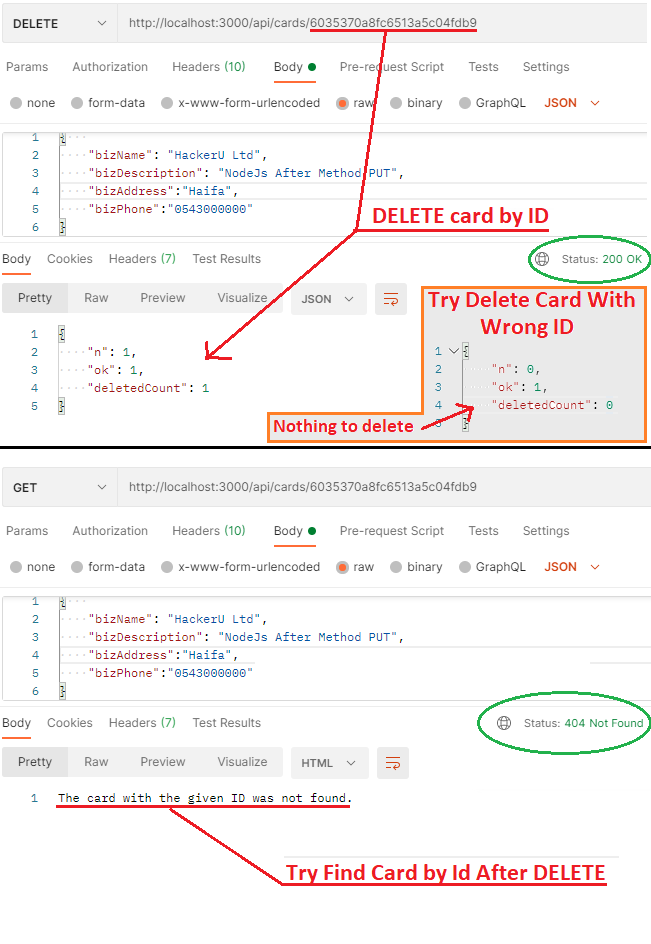 DELETE http://localhost:3000/api/cards/6035370a8fc6513a5c04fdb9
Params Authorization Headers (10) Body Pre-request Script Tests Settings
none form-data x-www-form-urlencoded raw binary GraphQL JSON
1 {
2 "bizName": "HackerU Ltd",
3 "bizDescription": "NodeJs After Method PUT",
4 "bizAddress":"Haifa",
5 "bizPhone":"0543000000"
6 }
DELETE card by ID
Body Cookies Headers (7) Test Results Status: 200 OK
Pretty Raw Preview Visualize JSON
1 {
2 "n": 1,
3 "ok": 1,
4 "deletedCount": 1
5 }
Try Delete Card With
Wrong ID
1 {
2 "n": 0,
3 "ok": 1,
4 "deletedCount": 0
5 }
Nothing to delete
GET http://localhost:3000/api/cards/6035370a8fc6513a5c04fdb9
Params Authorization Headers (10) Body Pre-request Script Tests Settings
none form-data x-www-form-urlencoded raw binary GraphQL JSON
1 {
2 "bizName": "HackerU Ltd",
3 "bizDescription": "NodeJs After Method PUT",
4 "bizAddress":"Haifa",
5 "bizPhone":"0543000000"
6 }
Body Cookies Headers (7) Test Results Status: 404 Not Found
Pretty Raw Preview Visualize HTML
1 The card with the given ID was not found.
Try Find Card by Id After DELETE